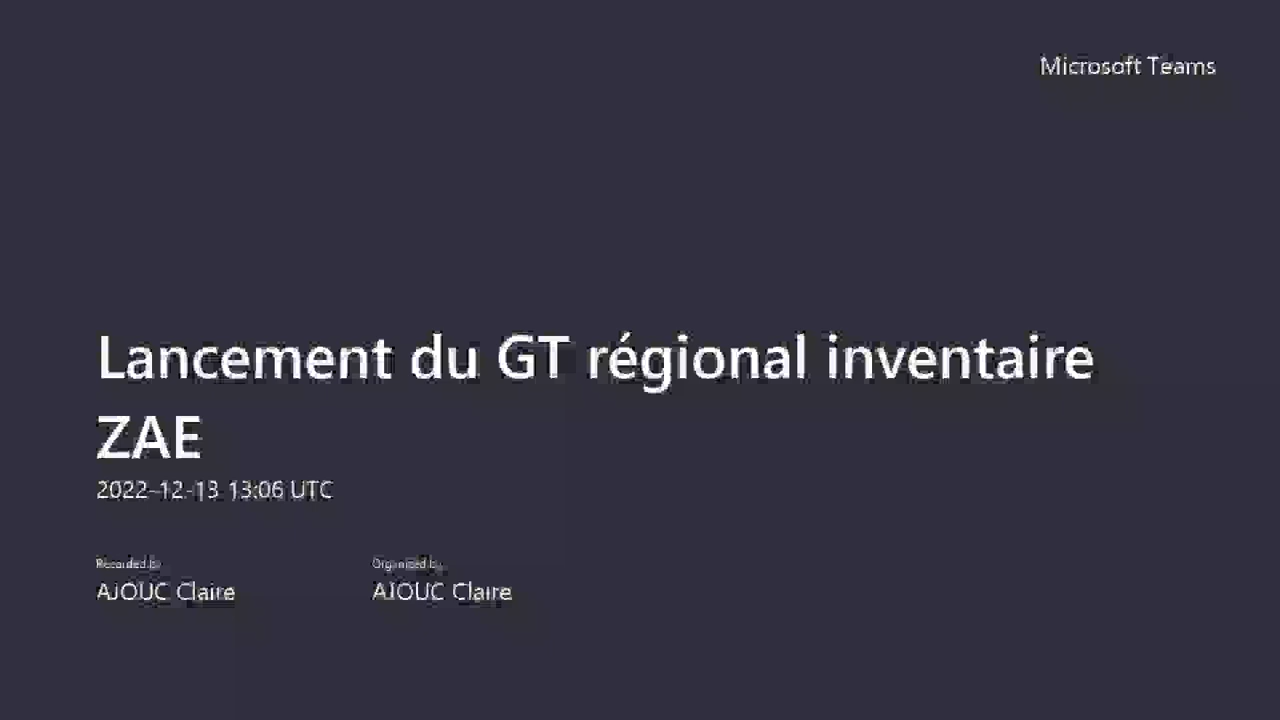 Microsoft Teams
Lancement du GT régional inventaire
ZAE
2022-12-13 13:06 UTC
Recorded by
Organized by
AJOUC Claire
AJOUC Claire